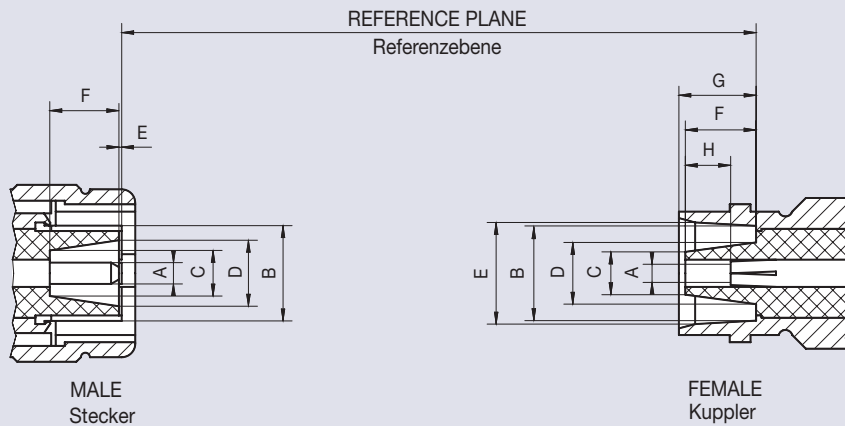 REFERENCE PLANE
Referenzebene
F
E
A
C
D
B
MALE
Stecker
G
F
H
E
B
D
C
A
FEMALE
Kuppler